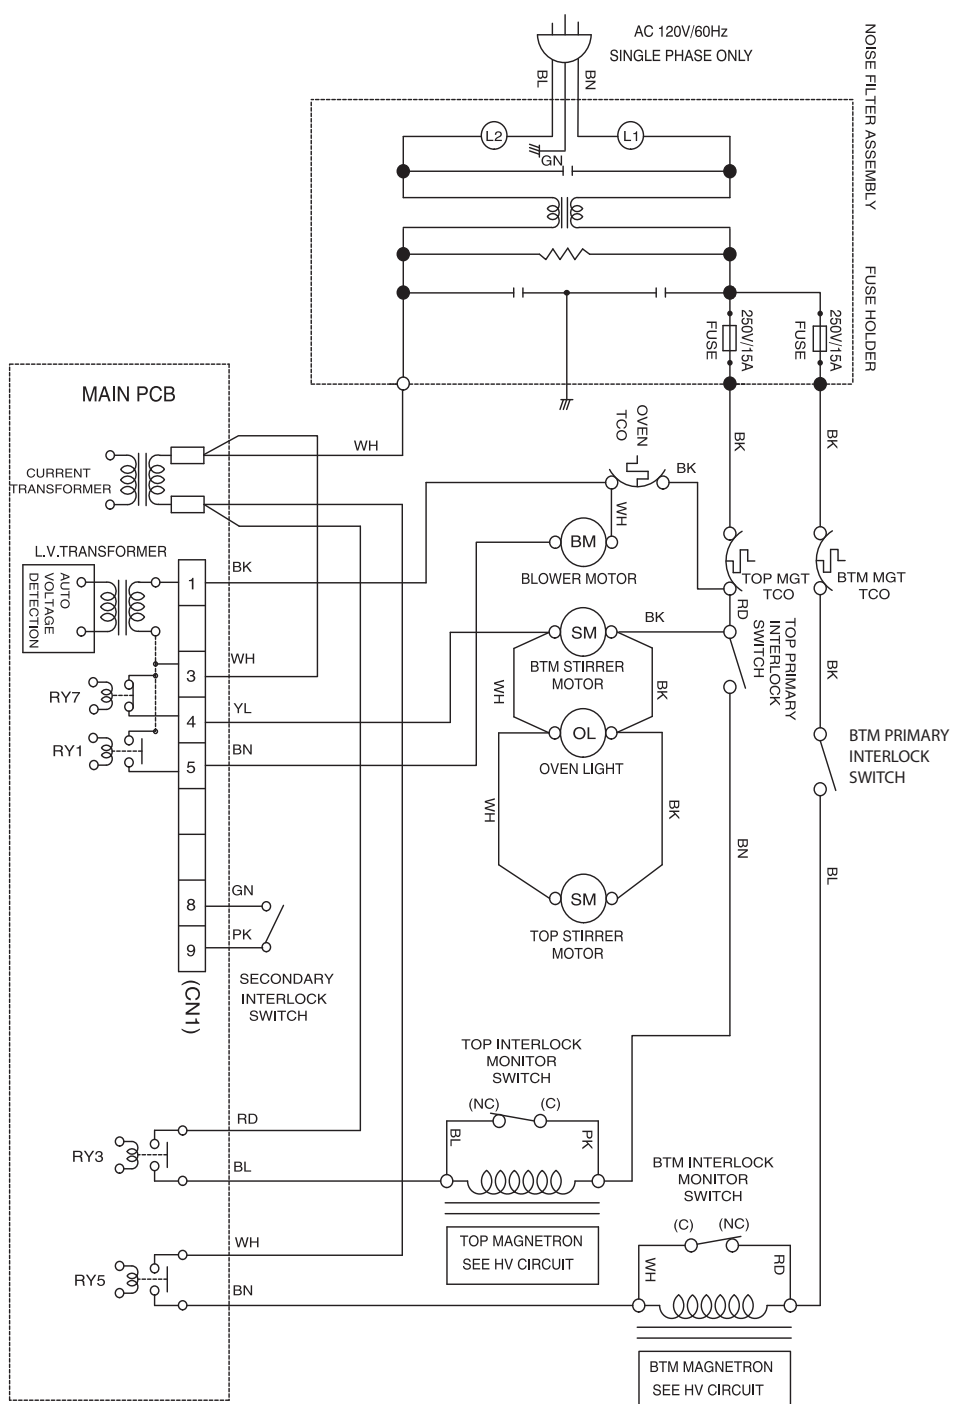 AC 120V/60Hz
SINGLE PHASE ONLY
BL
BN
NOISE FILTER ASSEMBLY
L2
L1
GN
FUSE HOLDER
250V/15A
FUSE
250V/15A
FUSE
MAIN PCB
WH
OVEN
TCO
BK
BK
BK
CURRENT
TRANSFORMER
WH
L.V.TRANSFORMER
AUTO
VOLTAGE
DETECTION
1
BK
BM
BLOWER MOTOR
TOP MGT
TCO
BTM MGT
TCO
RD
WH
3
RY7
YL
4
SM
BK
BTM STIRRER
MOTOR
TOP PRIMARY
INTERLOCK
SWITCH
WH
BK
BK
RY1
BN
5
OL
OVEN LIGHT
BTM PRIMARY
INTERLOCK
SWITCH
WH
BK
BN
BL
GN
8
SM
PK
9
TOP STIRRER
MOTOR
SECONDARY
INTERLOCK
SWITCH
(CN1)
TOP INTERLOCK
MONITOR
SWITCH
(NC)
(C)
RD
BL
PK
RY3
BL
BTM INTERLOCK
MONITOR
SWITCH
(C)
(NC)
WH
TOP MAGNETRON
SEE HV CIRCUIT
WH
RD
RY5
BN
BTM MAGNETRON
SEE HV CIRCUIT